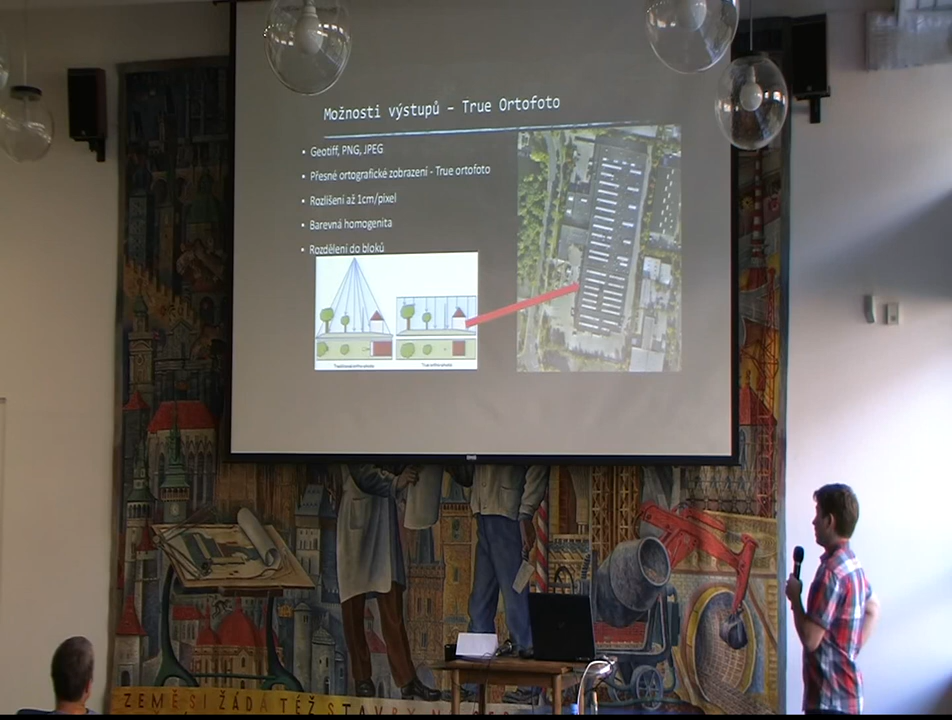 Možnosti výstupů – True Ortofoto
• Geotiff, PNG, JPEG
• Přesné ortografické zobrazení - True ortofoto
• Rozlišení až 1cm/pixel
• Barevná homogenita
• Rozdělení do bloků
ZEMĚ SI ŽÁDÁ TÉŽ STAVBY